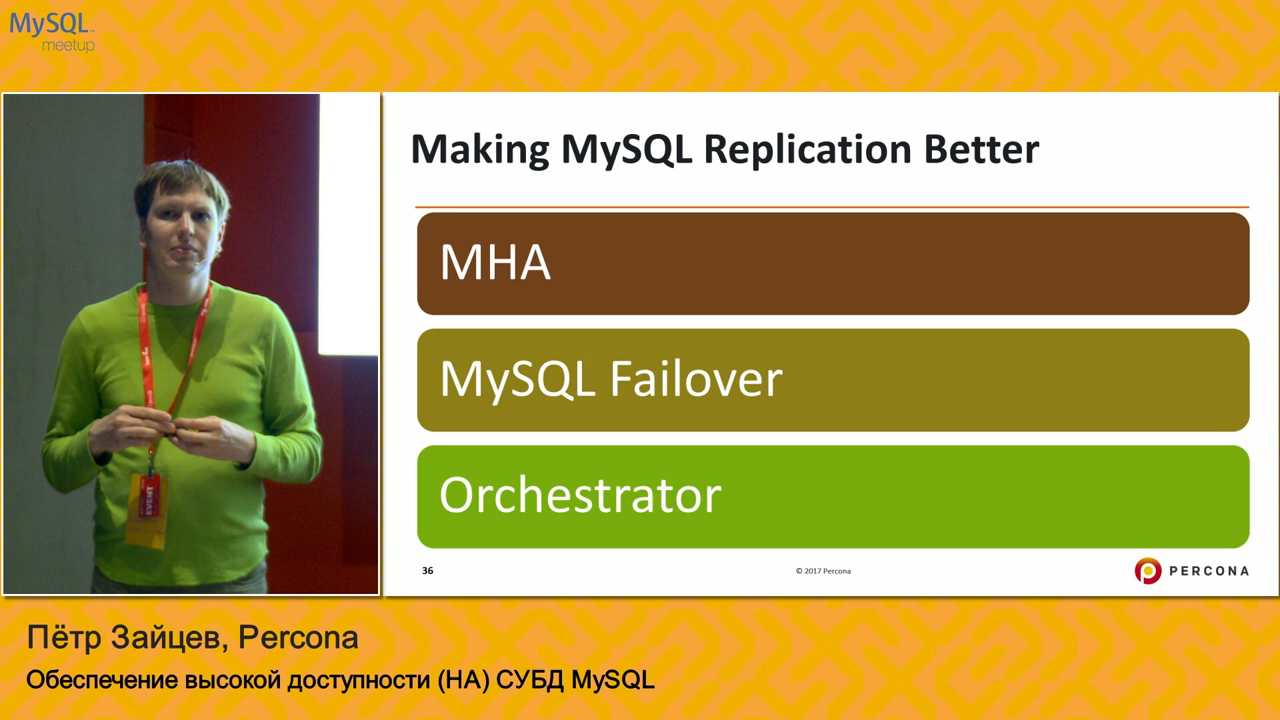 MySQL
meetup
Making MySQL Replication Better
MHA
MySQL Failover
Orchestrator
36
© 2017 Percona
PERCONA
EVENT
Пётр Зайцев, Percona
Обеспечение высокой доступности (HA) СУБД MySQL